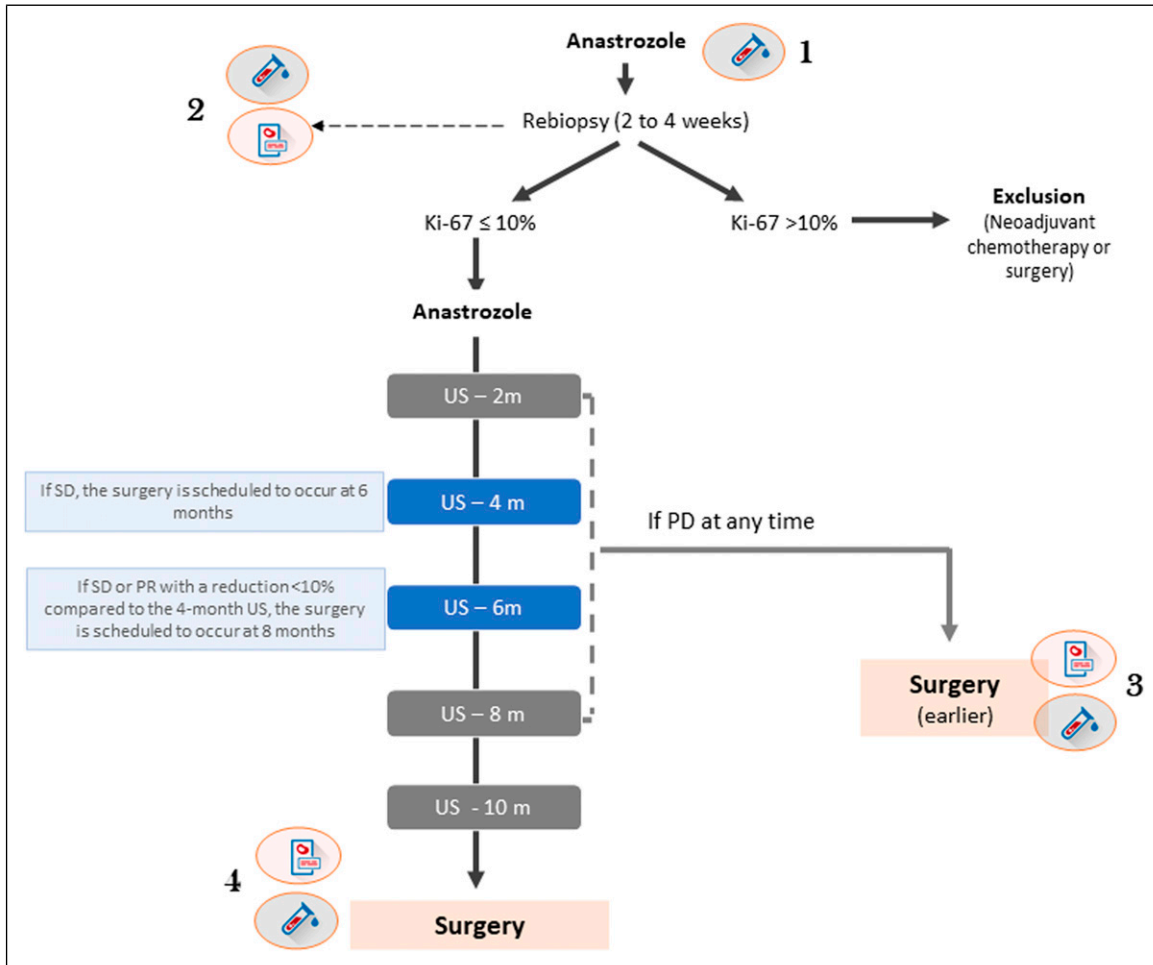 Anastrozole
1
2
Rebiopsy (2 to 4 weeks)
Ki-67 ≤ 10%
Ki-67 >10%
Exclusion
(Neoadjuvant
chemotherapy or
surgery)
Anastrozole
US – 2m
If SD, the surgery is scheduled to occur at 6
months
US – 4 m
If PD at any time
If SD or PR with a reduction <10%
compared to the 4-month US, the surgery
is scheduled to occur at 8 months
US – 6m
Surgery
(earlier)
3
US – 8 m
US - 10 m
4
Surgery